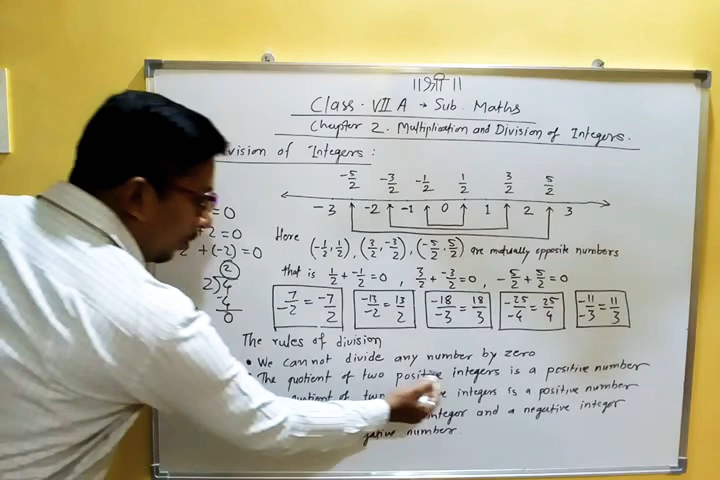 ॥श्री॥
Class. VII A → Sub. Maths
Chapter 2. Multiplication and Division of Integers.
vision of Integers:
-5/2 -3/2 -1/2 1/2 3/2 5/2
-3 -2 -1 0 1 2 3
= 0
+ 2 = 0
2 + (-2) = 0
Here (-1/2, 1/2), (3/2, -3/2), (-5/2, 5/2) are mutually opposite numbers
that is 1/2 + -1/2 = 0, 3/2 + -3/2 = 0, -5/2 + 5/2 = 0
2
2)4
-4
0
7/-2 = -7/2 -13/-2 = 13/2 -18/-3 = 18/3 -25/-4 = 25/4 -11/-3 = 11/3
The rules of division
• We cannot divide any number by zero
• The quotient of two positive integers is a positive number
quotient of two integers is a positive number
integer and a negative integer
number.